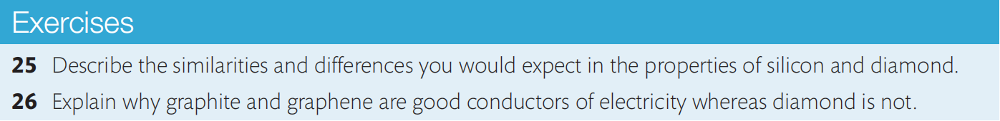 Exercises
25 Describe the similarities and differences you would expect in the properties of silicon and diamond.
26 Explain why graphite and graphene are good conductors of electricity whereas diamond is not.